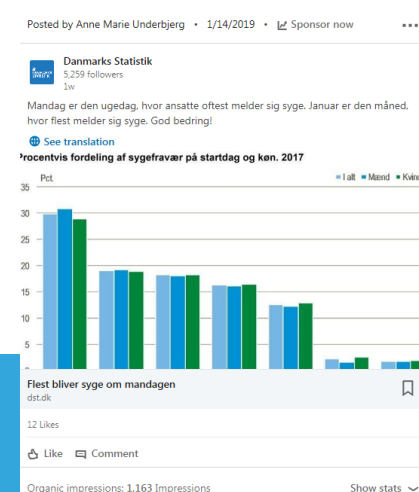 Posted by Anne Marie Underbjerg • 1/14/2019 • Sponsor now
Danmarks Statistik
5,259 followers
1w
Mandag er den ugedag, hvor ansatte oftest melder sig syge. Januar er den måned,
hvor flest melder sig syge. God bedring!
See translation
Procentvis fordeling af sygefravær på startdag og køn. 2017
Pct.
I alt Mænd Kvind
35
30
25
20
15
10
5
Flest bliver syge om mandagen
dst.dk
12 Likes
Like Comment
Organic impressions: 1,163 Impressions Show stats